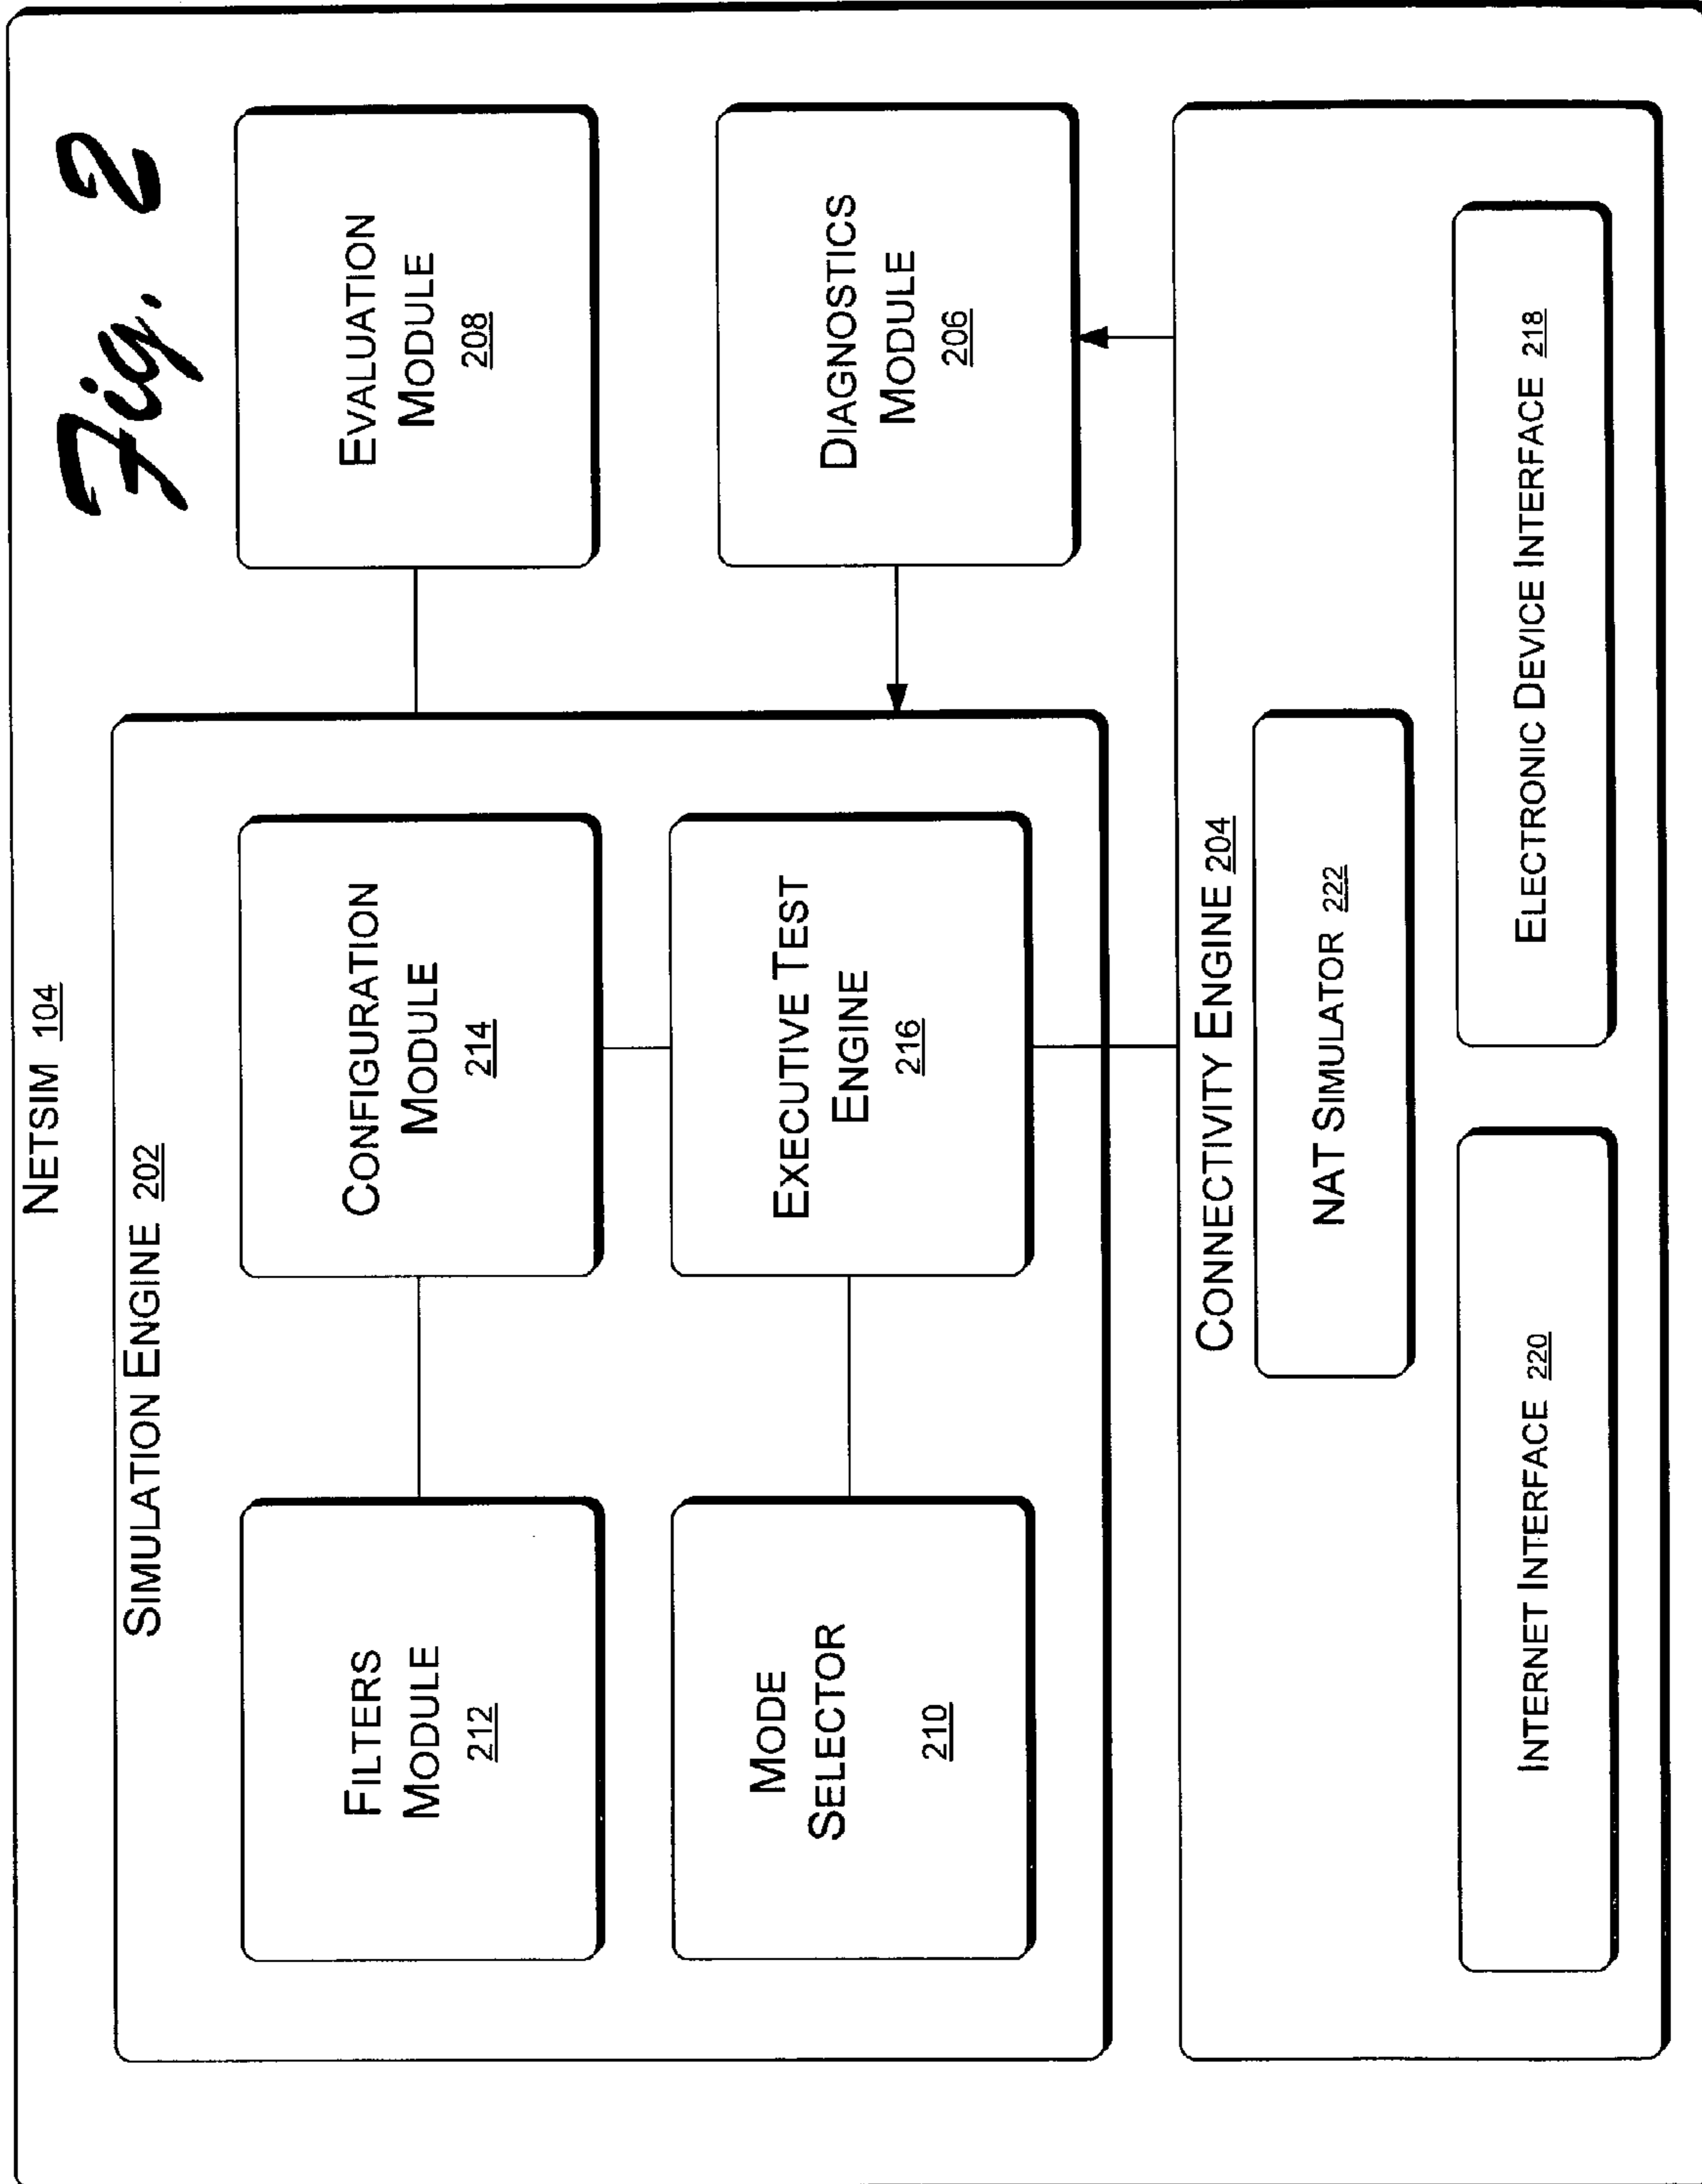 NETSIM 104
SIMULATION ENGINE 202
FILTERS
MODULE
212
CONFIGURATION
MODULE
214
MODE
SELECTOR
210
EXECUTIVE TEST
ENGINE
216
EVALUATION
MODULE
208
DIAGNOSTICS
MODULE
206
CONNECTIVITY ENGINE 204
NAT SIMULATOR 222
INTERNET INTERFACE 220
ELECTRONIC DEVICE INTERFACE 218
Fig. 2